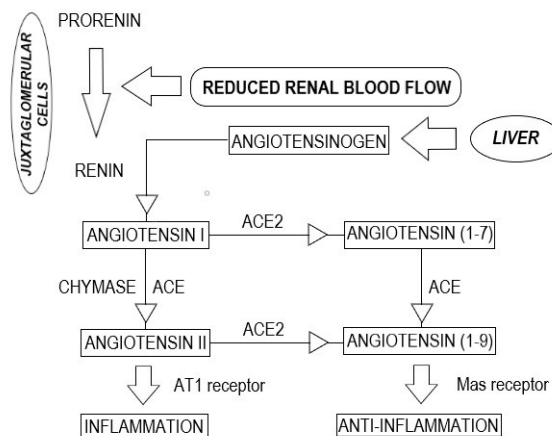 PRORENIN
JUXTAGLOMERULAR
CELLS
REDUCED RENAL BLOOD FLOW
ANGIOTENSINOGEN
LIVER
RENIN
ANGIOTENSIN I
ACE2
ANGIOTENSIN (1-7)
CHYMASE
ACE
ACE
ANGIOTENSIN II
ACE2
ANGIOTENSIN (1-9)
AT1 receptor
Mas receptor
INFLAMMATION
ANTI-INFLAMMATION